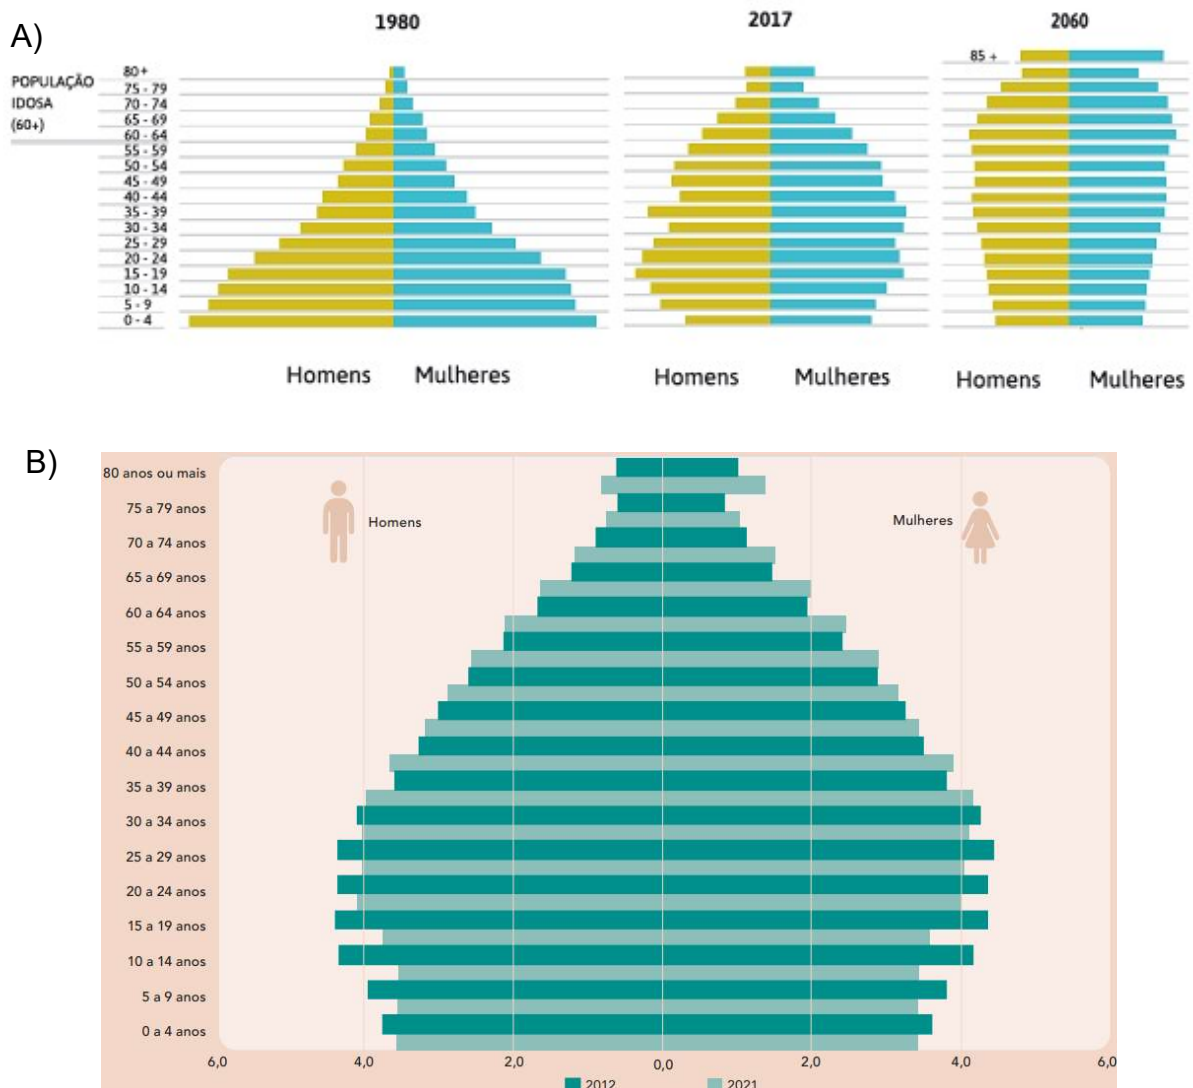 A)
1980
2017
2060
POPULAÇÃO
IDOSA
(60+)
80+
75 - 79
70 - 74
65 - 69
60 - 64
55 - 59
50 - 54
45 - 49
40 - 44
35 - 39
30 - 34
25 - 29
20 - 24
15 - 19
10 - 14
5 - 9
0 - 4
85 +
Homens Mulheres
Homens Mulheres
Homens Mulheres
B)
80 anos ou mais
75 a 79 anos
70 a 74 anos
65 a 69 anos
60 a 64 anos
55 a 59 anos
50 a 54 anos
45 a 49 anos
40 a 44 anos
35 a 39 anos
30 a 34 anos
25 a 29 anos
20 a 24 anos
15 a 19 anos
10 a 14 anos
5 a 9 anos
0 a 4 anos
Homens
Mulheres
6,0 4,0 2,0 0,0 2,0 4,0 6,0
2012 2021